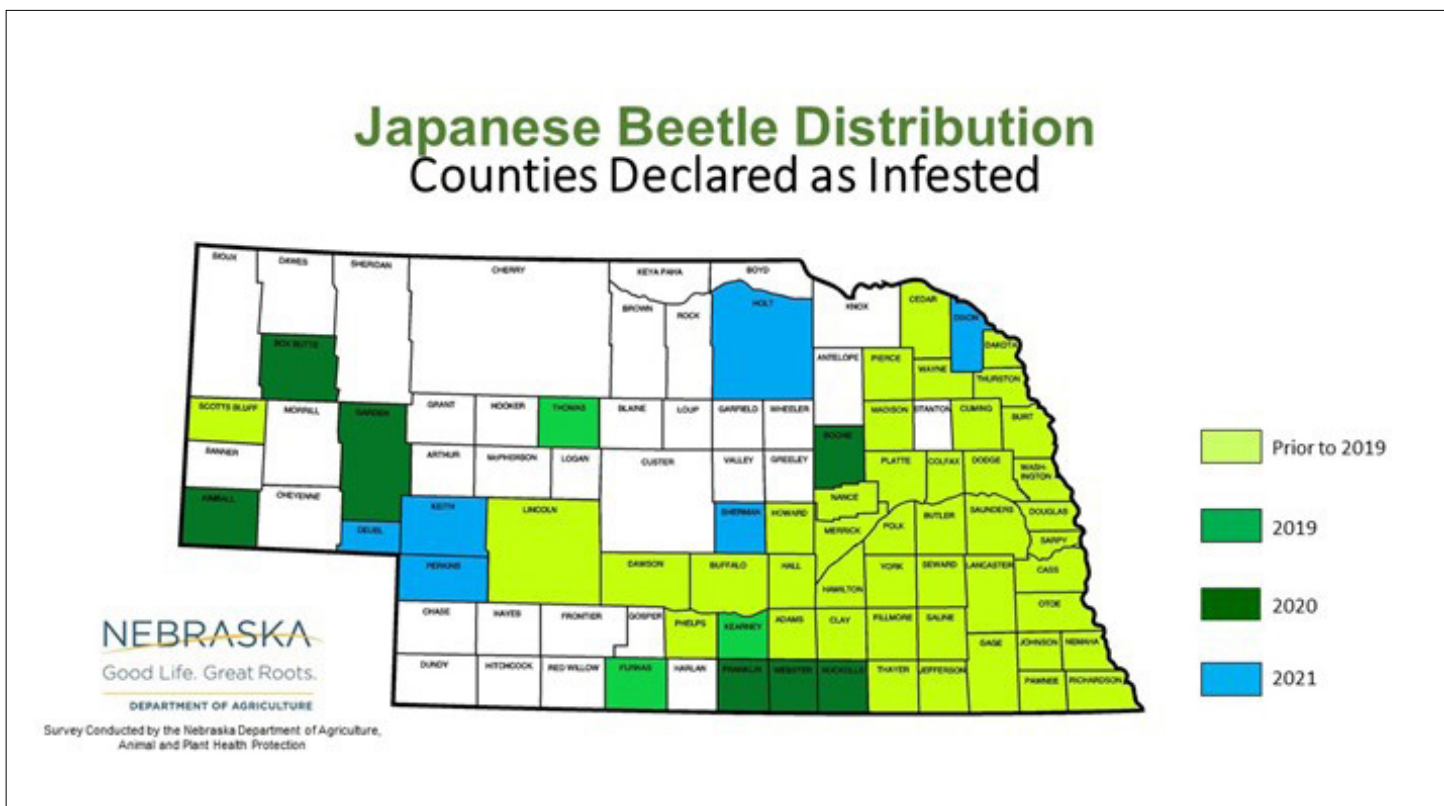 Japanese Beetle Distribution
Counties Declared as Infested
SIOUX
DAWES
SHERIDAN
CHERRY
KEYA PAHA
BOYD
BROWN
ROCK
HOLT
KNOX
CEDAR
DIXON
DAKOTA
BOX BUTTE
ANTELOPE
PIERCE
WAYNE
THURSTON
SCOTTS BLUFF
MORRILL
GARDEN
GRANT
HOOKER
THOMAS
BLAINE
LOUP
GARFIELD
WHEELER
BOONE
MADISON
STANTON
CUMING
BURT
BANNER
ARTHUR
McPHERSON
LOGAN
CUSTER
VALLEY
GREELEY
PLATTE
COLFAX
DODGE
WASH-
INGTON
KIMBALL
CHEYENNE
DEUEL
KEITH
LINCOLN
SHERMAN
HOWARD
NANCE
MERRICK
POLK
BUTLER
SAUNDERS
DOUGLAS
SARPY
PERKINS
DAWSON
BUFFALO
HALL
HAMILTON
YORK
SEWARD
LANCASTER
CASS
OTOE
CHASE
HAYES
FRONTIER
GOSPER
PHELPS
KEARNEY
ADAMS
CLAY
FILLMORE
SALINE
GAGE
JOHNSON
NEMAHA
DUNDY
HITCHCOCK
RED WILLOW
FURNAS
HARLAN
FRANKLIN
WEBSTER
NUCKOLLS
THAYER
JEFFERSON
PAWNEE
RICHARDSON
Prior to 2019
2019
2020
2021
NEBRASKA
Good Life. Great Roots.
DEPARTMENT OF AGRICULTURE
Survey Conducted by the Nebraska Department of Agriculture,
Animal and Plant Health Protection